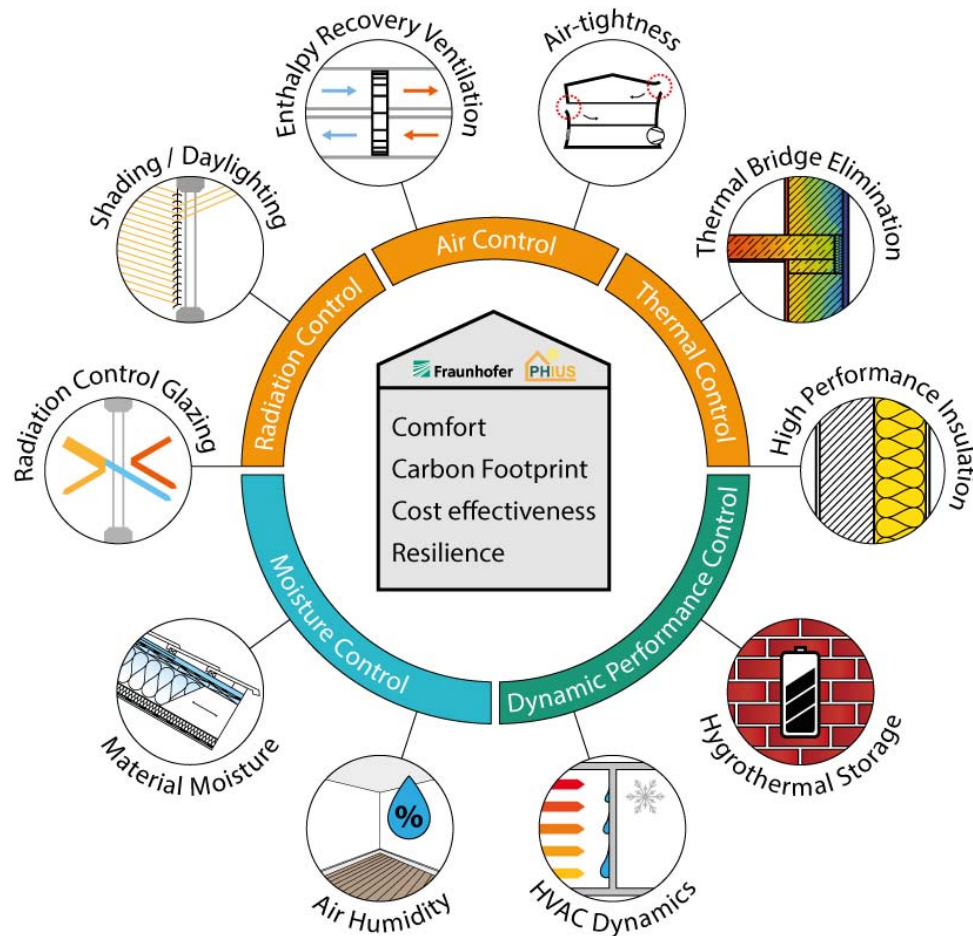 Enthalpy Recovery Ventilation
Air-tightness
Shading / Daylighting
Thermal Bridge Elimination
Air Control
Radiation Control
Thermal Control
Radiation Control Glazing
High Performance Insulation
Fraunhofer
PHIUS
Comfort
Carbon Footprint
Cost effectiveness
Resilience
Moisture Control
Dynamic Performance Control
Material Moisture
Hygrothermal Storage
%
Air Humidity
HVAC Dynamics